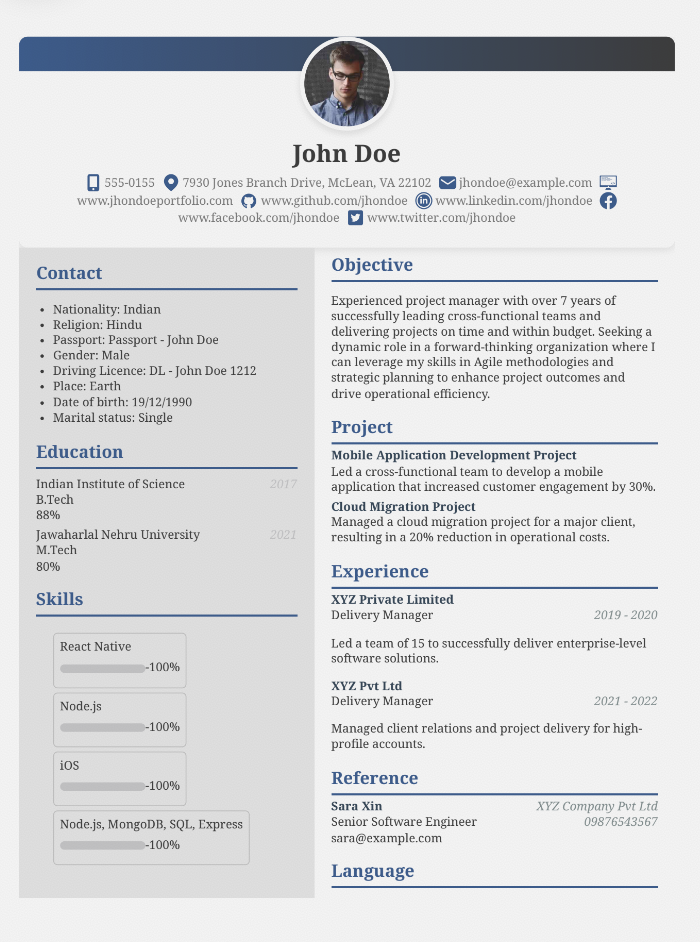 John Doe
555-0155 7930 Jones Branch Drive, McLean, VA 22102 jhondoe@example.com
www.jhondoeportfolio.com www.github.com/jhondoe www.linkedin.com/jhondoe
www.facebook.com/jhondoe www.twitter.com/jhondoe
Contact
• Nationality: Indian
• Religion: Hindu
• Passport: Passport - John Doe
• Gender: Male
• Driving Licence: DL - John Doe 1212
• Place: Earth
• Date of birth: 19/12/1990
• Marital status: Single
Education
Indian Institute of Science 2017
B.Tech
88%
Jawaharlal Nehru University 2021
M.Tech
80%
Skills
React Native
-100%
Node.js
-100%
iOS
-100%
Node.js, MongoDB, SQL, Express
-100%
Objective
Experienced project manager with over 7 years of
successfully leading cross-functional teams and
delivering projects on time and within budget. Seeking a
dynamic role in a forward-thinking organization where I
can leverage my skills in Agile methodologies and
strategic planning to enhance project outcomes and
drive operational efficiency.
Project
Mobile Application Development Project
Led a cross-functional team to develop a mobile
application that increased customer engagement by 30%.
Cloud Migration Project
Managed a cloud migration project for a major client,
resulting in a 20% reduction in operational costs.
Experience
XYZ Private Limited
Delivery Manager 2019 - 2020
Led a team of 15 to successfully deliver enterprise-level
software solutions.
XYZ Pvt Ltd
Delivery Manager 2021 - 2022
Managed client relations and project delivery for high-
profile accounts.
Reference
Sara Xin XYZ Company Pvt Ltd
Senior Software Engineer 09876543567
sara@example.com
Language